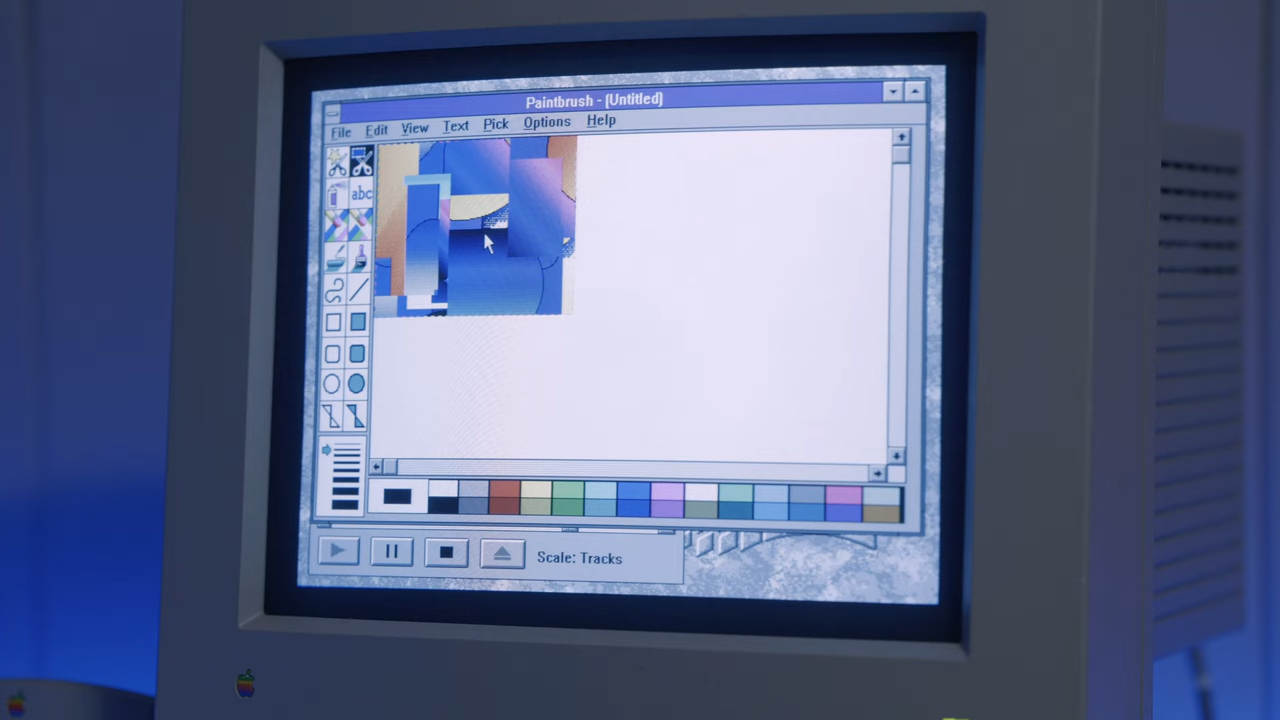 Paintbrush - [Untitled]
File Edit View Text Pick Options Help
abc
Scale: Tracks